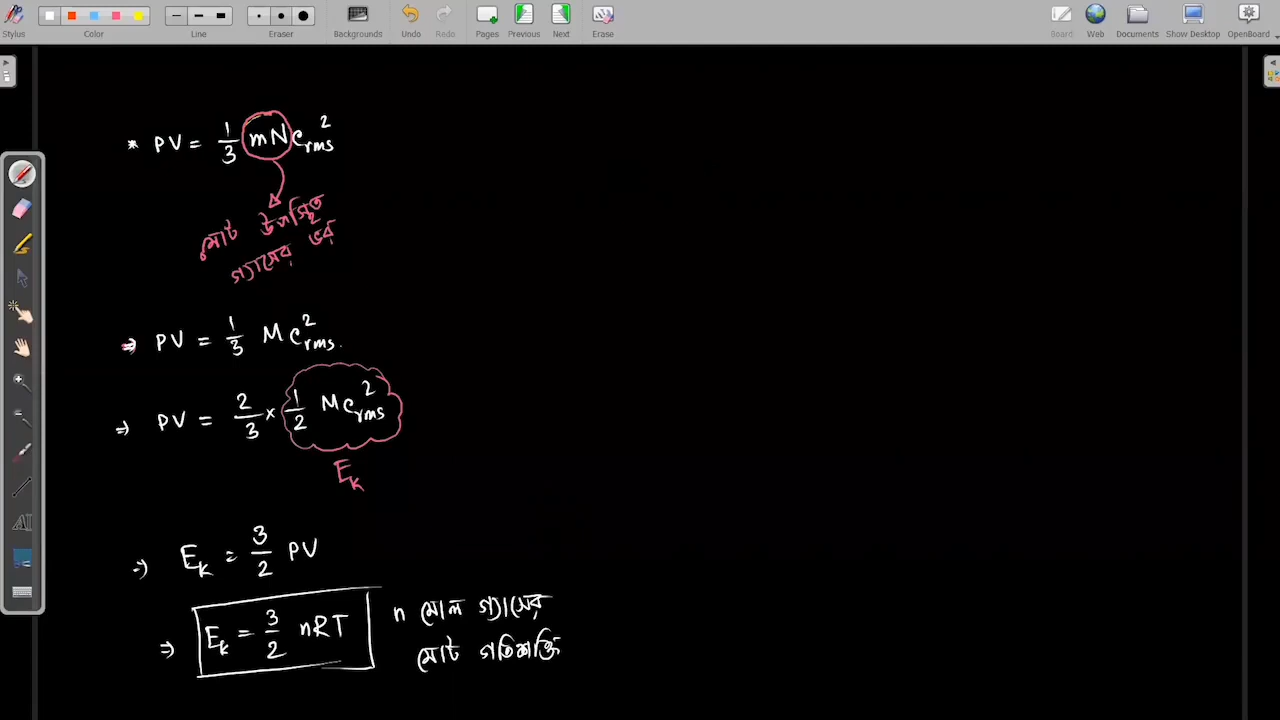 Stylus
Color
Line
Eraser
Backgrounds
Undo
Redo
Pages
Previous
Next
Erase
Board
Web
Documents
Show Desktop
OpenBoard
* PV = 1/3 mN C_rms^2
মোট উপস্থিত
গ্যাসের ভর
⇒ PV = 1/3 M C_rms^2.
⇒ PV = 2/3 × 1/2 M C_rms^2
E_k
⇒ E_k = 3/2 PV
⇒ E_k = 3/2 nRT
n মোল গ্যাসের
মোট গতিশক্তি